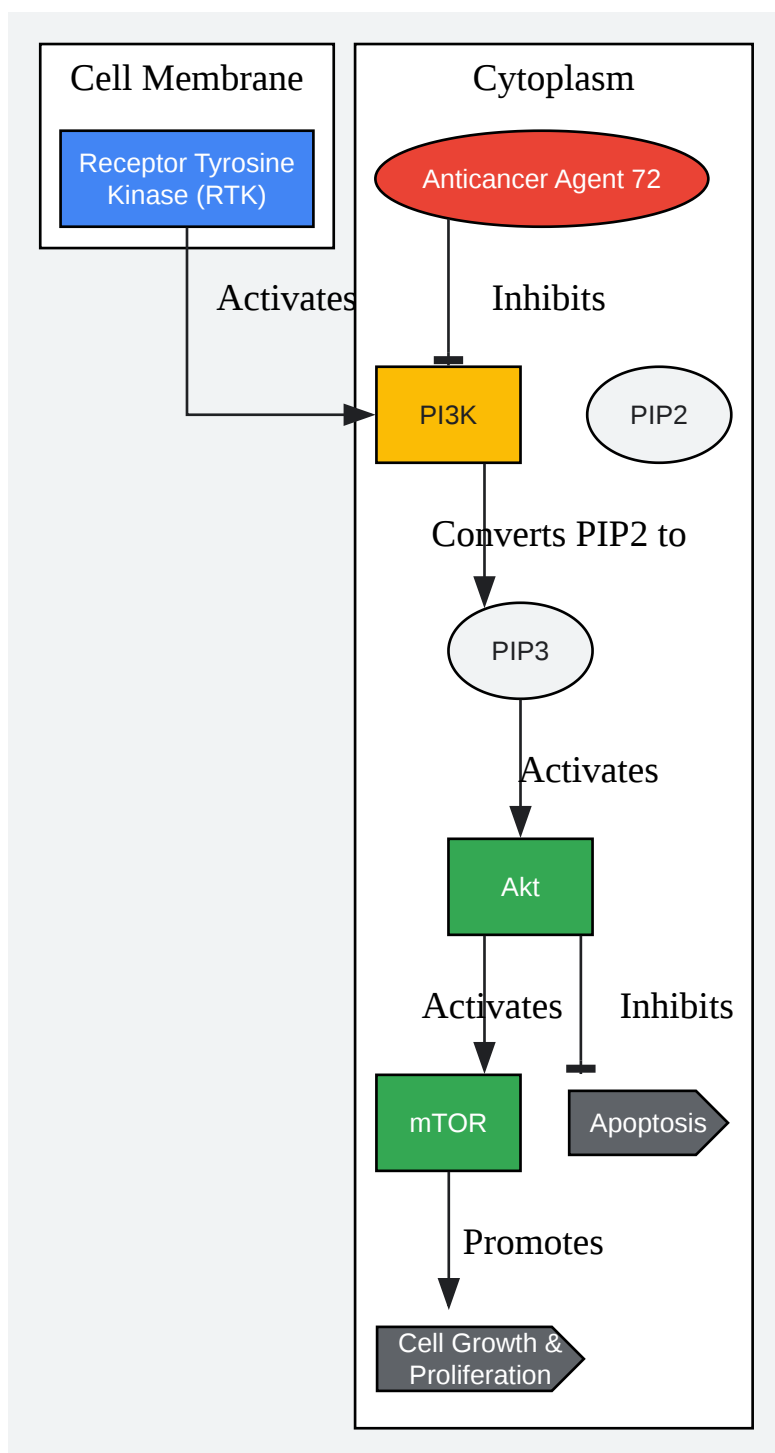 Cell Membrane
Cytoplasm
Receptor Tyrosine
Kinase (RTK)
Anticancer Agent 72
Activates
Inhibits
PI3K
PIP2
Converts PIP2 to
PIP3
Activates
Akt
Activates
Inhibits
mTOR
Apoptosis
Promotes
Cell Growth &
Proliferation